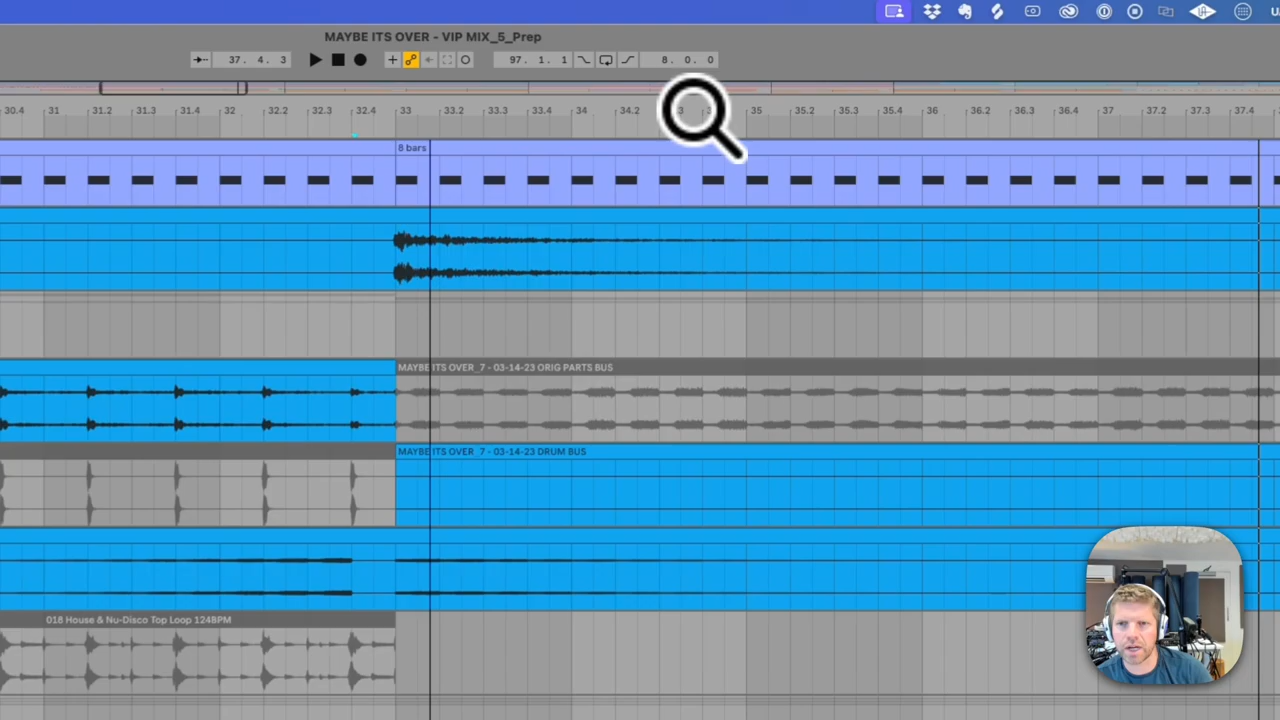 MAYBE ITS OVER - VIP MIX_5_Prep
37. 4. 3
97. 1. 1
8. 0. 0
30.4 31 31.2 31.3 31.4 32 32.2 32.3 32.4 33 33.2 33.3 33.4 34 34.2 35 35.2 35.3 35.4 36 36.2 36.3 36.4 37 37.2 37.3 37.4
8 bars
MAYBE ITS OVER_7 - 03-14-23 ORIG PARTS BUS
MAYBE ITS OVER_7 - 03-14-23 DRUM BUS
018 House & Nu-Disco Top Loop 124BPM